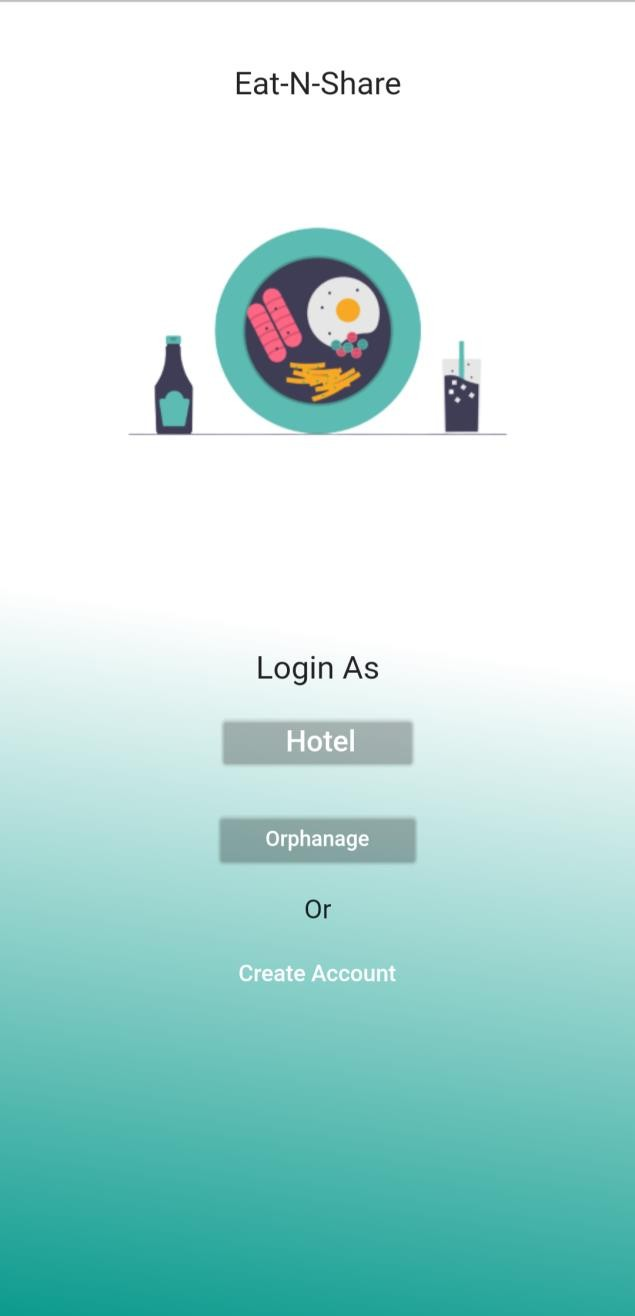 Eat-N-Share
Login As
Hotel
Orphanage
Or
Create Account